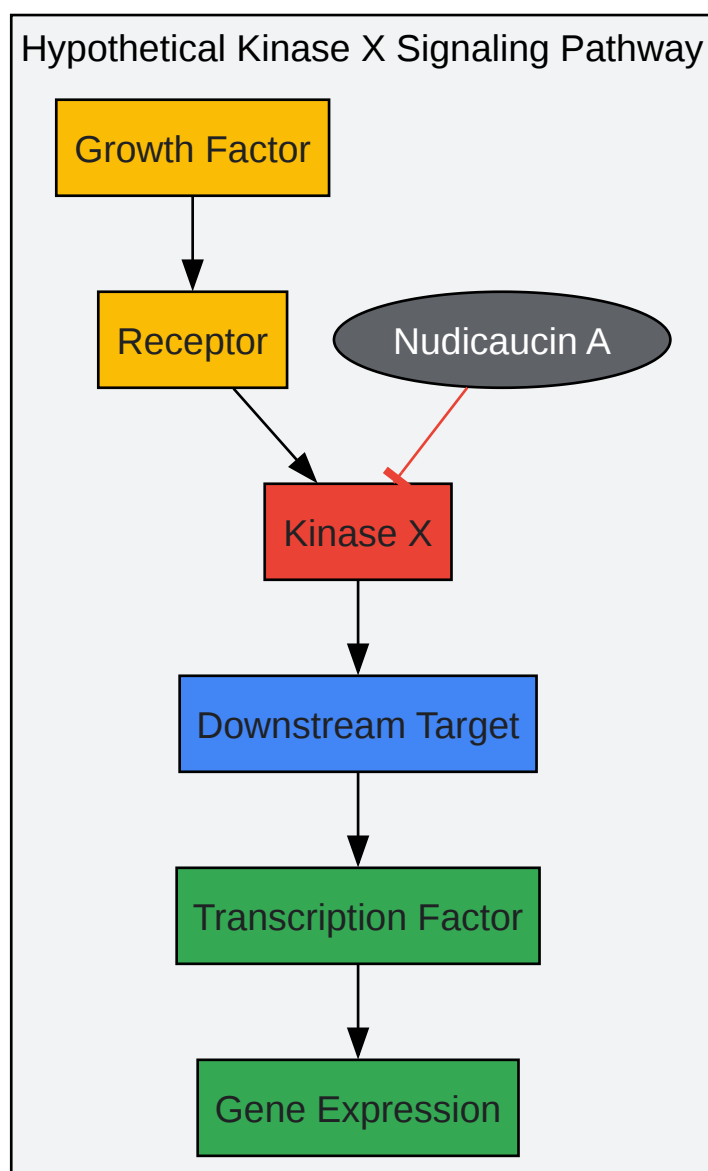 Hypothetical Kinase X Signaling Pathway
Growth Factor
Receptor
Nudicaucin A
Kinase X
Downstream Target
Transcription Factor
Gene Expression